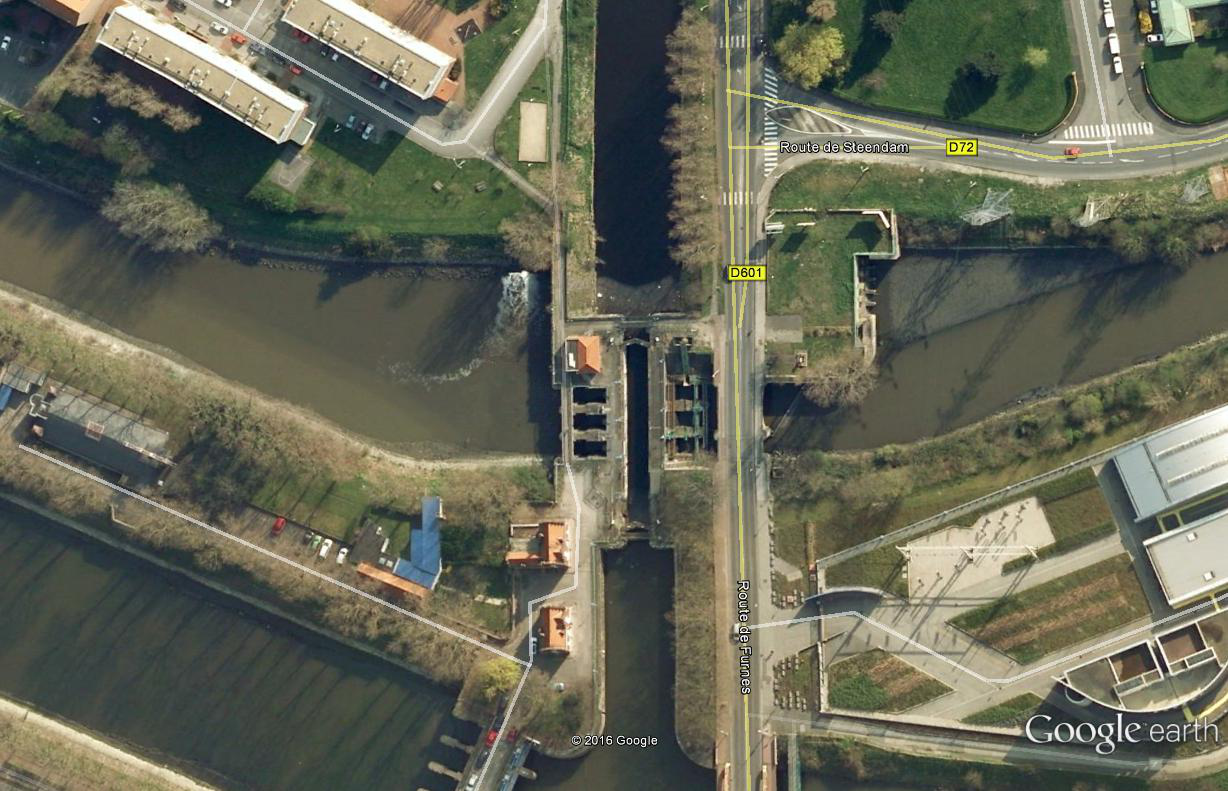 Route de Steendam
D72
D601
Route de Furnes
© 2016 Google
Google earth